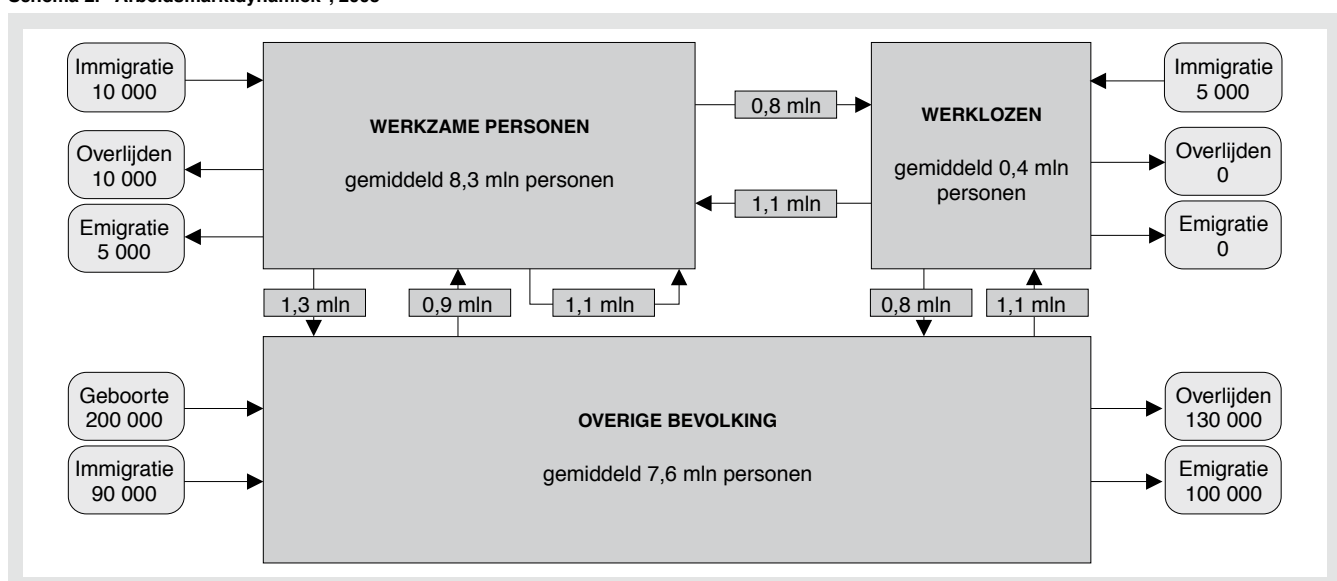 Immigratie
10 000
Overlijden
10 000
Emigratie
5 000
WERKZAME PERSONEN
gemiddeld 8,3 mln personen
0,8 mln
1,1 mln
WERKLOZEN
gemiddeld 0,4 mln
personen
Immigratie
5 000
Overlijden
0
Emigratie
0
1,3 mln
0,9 mln
1,1 mln
0,8 mln
1,1 mln
Geboorte
200 000
Immigratie
90 000
OVERIGE BEVOLKING
gemiddeld 7,6 mln personen
Overlijden
130 000
Emigratie
100 000